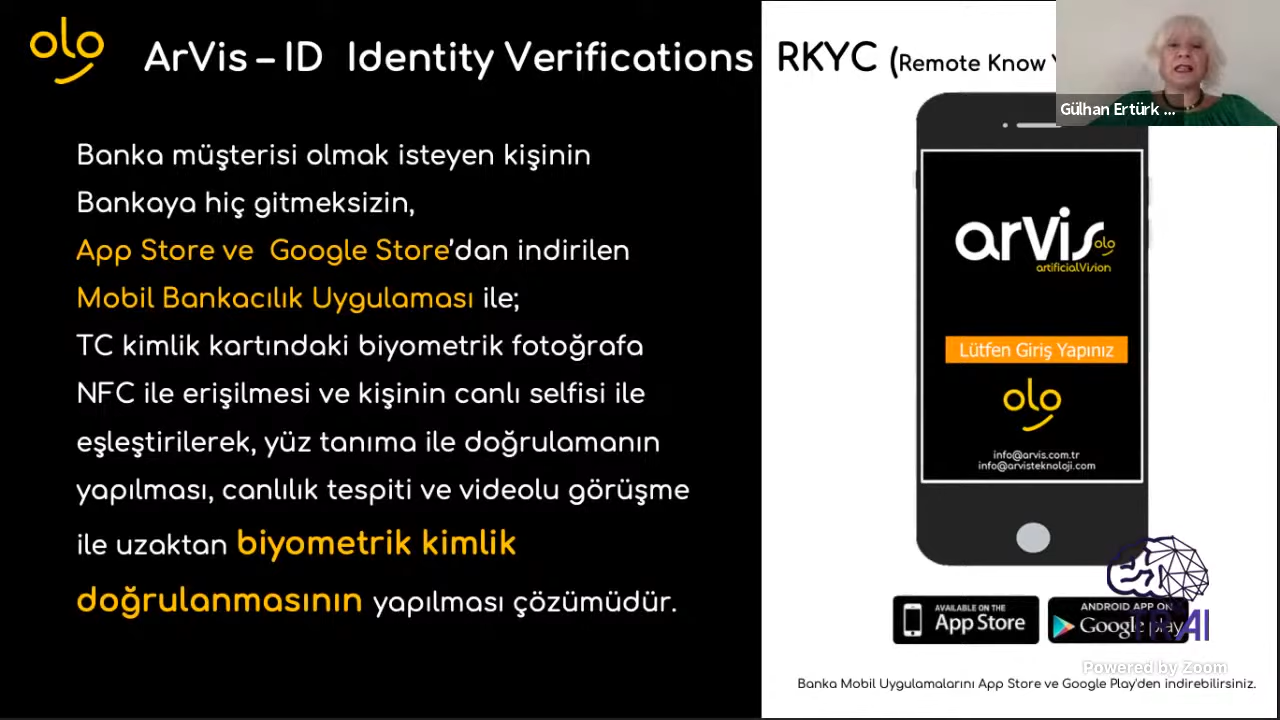 olo
ArVis – ID Identity Verifications RKYC (Remote Know
Gülhan Ertürk ...
Banka müşterisi olmak isteyen kişinin
Bankaya hiç gitmeksizin,
App Store ve Google Store’dan indirilen
Mobil Bankacılık Uygulaması ile;
TC kimlik kartındaki biyometrik fotoğrafa
NFC ile erişilmesi ve kişinin canlı selfisi ile
eşleştirilerek, yüz tanıma ile doğrulamanın
yapılması, canlılık tespiti ve videolu görüşme
ile uzaktan biyometrik kimlik
doğrulanmasının yapılması çözümüdür.
arVis olo
artificialVision
Lütfen Giriş Yapınız
olo
info@arvis.com.tr
info@arvisteknoloji.com
AVAILABLE ON THE
App Store
ANDROID APP ON
Google play
TRAI
Powered by Zoom
Banka Mobil Uygulamalarını App Store ve Google Play'den indirebilirsiniz.